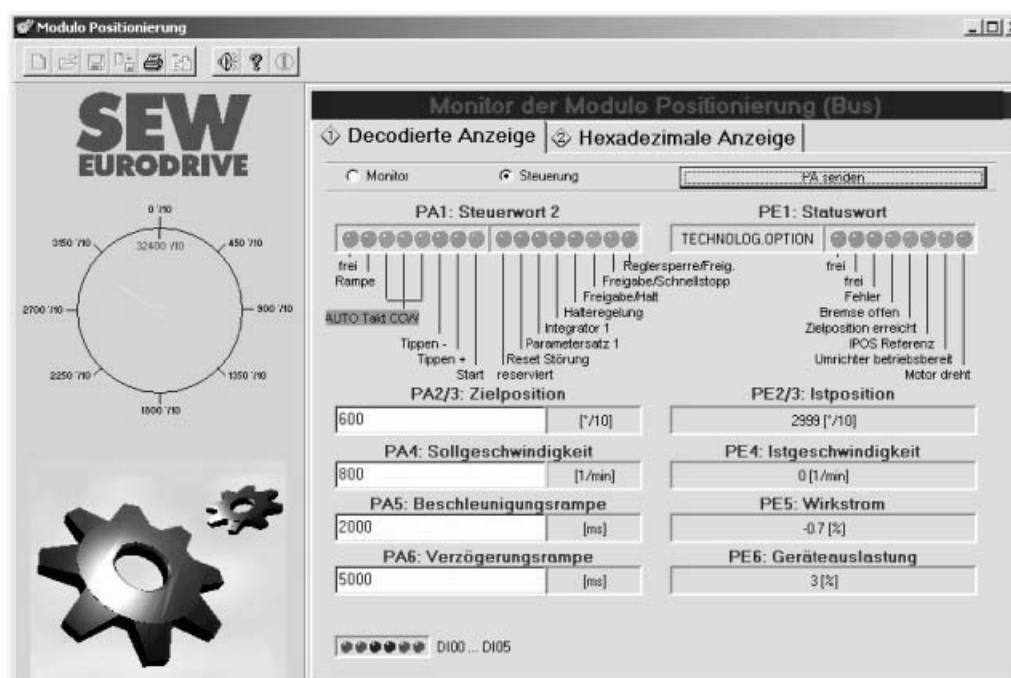 Modulo Positionierung
SEW
EURODRIVE
0 °/10
32400 °/10
450 °/10
900 °/10
1350 °/10
1800 °/10
2250 °/10
2700 °/10
3150 °/10
Monitor der Modulo Positionierung (Bus)
1 Decodierte Anzeige
2 Hexadezimale Anzeige
Monitor
Steuerung
PA senden
PA1: Steuerwort 2
frei
Rampe
AUTO Takt CCW
Tippen -
Tippen +
Start
Reglersperre/Freig.
Freigabe/Schnellstopp
Freigabe/Halt
Halteregelung
Integrator 1
Parametersatz 1
Reset Störung
reserviert
PE1: Statuswort
TECHNOLOG.OPTION
frei
frei
Fehler
Bremse offen
Zielposition erreicht
IPOS Referenz
Umrichter betriebsbereit
Motor dreht
PA2/3: Zielposition
600 [°/10]
PE2/3: Istposition
2999 [°/10]
PA4: Sollgeschwindigkeit
800 [1/min]
PE4: Istgeschwindigkeit
0 [1/min]
PA5: Beschleunigungsrampe
2000 [ms]
PE5: Wirkstrom
-0.7 [%]
PA6: Verzögerungsrampe
5000 [ms]
PE6: Geräteauslastung
3 [%]
DI00 ... DI05